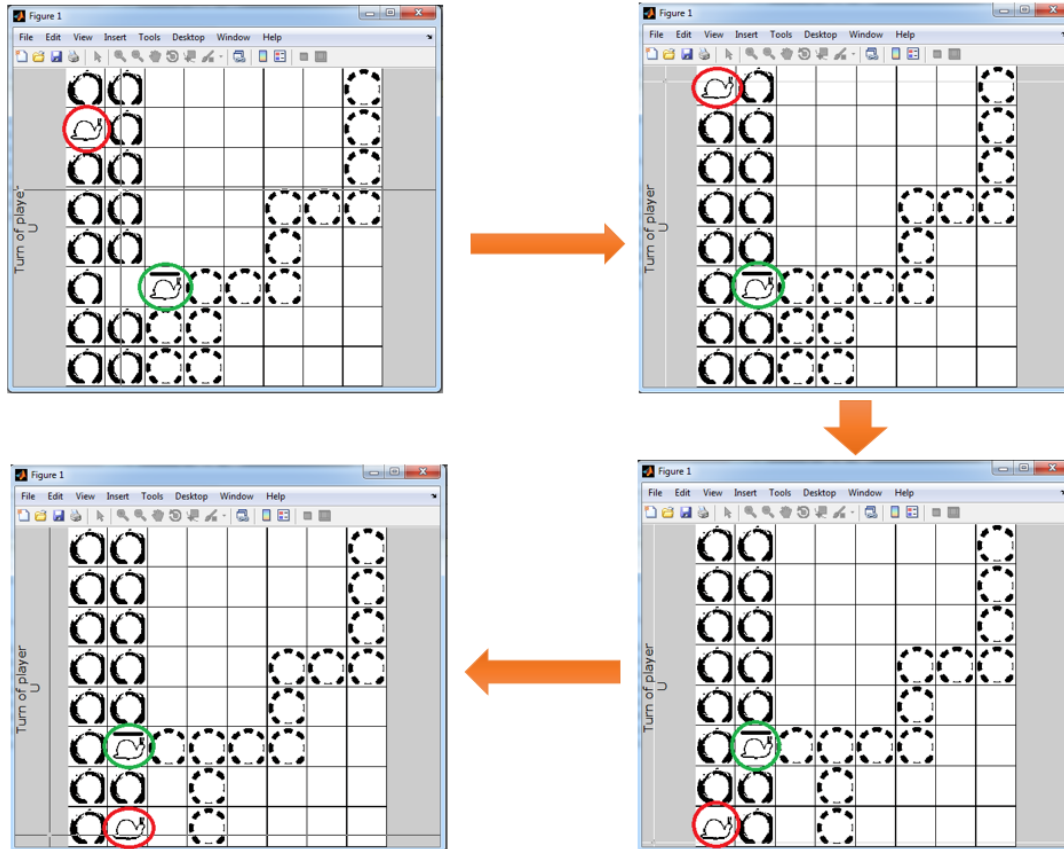 Figure 1
File Edit View Insert Tools Desktop Window Help
Turn of playe
U
Figure 1
File Edit View Insert Tools Desktop Window Help
Turn of player
U
Figure 1
File Edit View Insert Tools Desktop Window Help
Turn of player
U
Figure 1
File Edit View Insert Tools Desktop Window Help
Turn of player
U